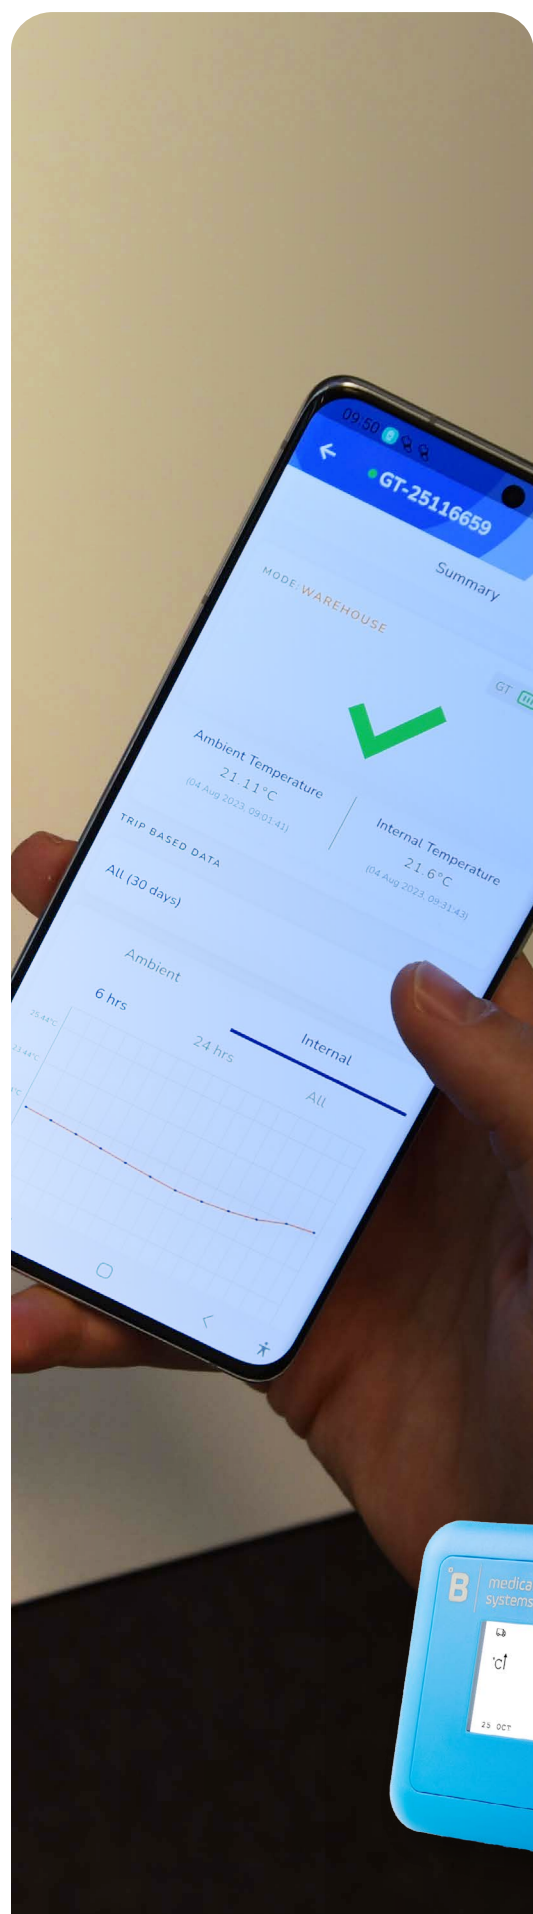 09:50
GT-25116659
Summary
MODE: WAREHOUSE
GT
Ambient Temperature
21.11°C
(04 Aug 2023, 09:01:41)
Internal Temperature
21.6°C
(04 Aug 2023, 09:31:43)
TRIP BASED DATA
All (30 days)
Ambient
Internal
6 hrs
24 hrs
All
25.44°C
23.44°C
°C
°B
medica
systems
°C
25 OCT